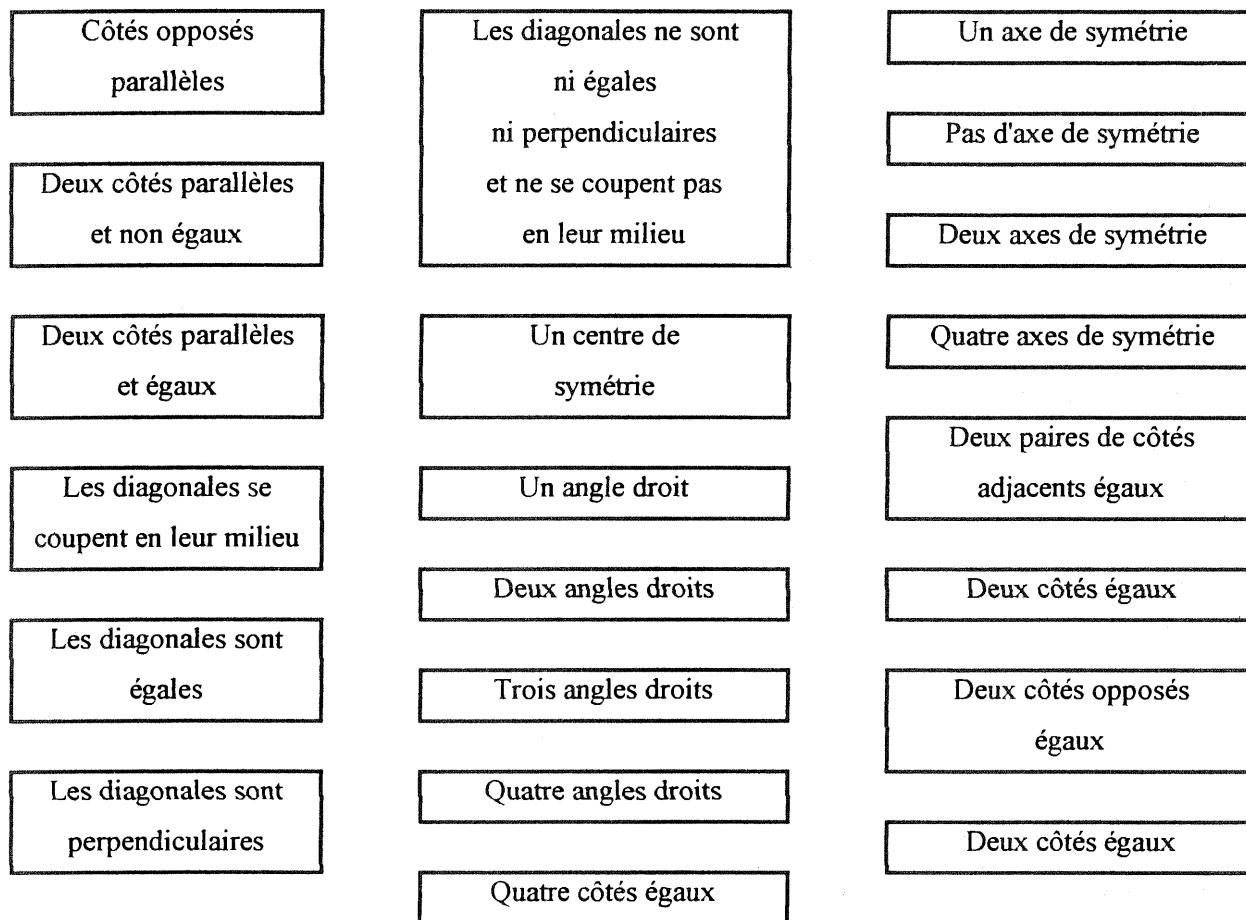 Côtés opposés
parallèles
Deux côtés parallèles
et non égaux
Deux côtés parallèles
et égaux
Les diagonales se
coupent en leur milieu
Les diagonales sont
égales
Les diagonales sont
perpendiculaires
Les diagonales ne sont
ni égales
ni perpendiculaires
et ne se coupent pas
en leur milieu
Un centre de
symétrie
Un angle droit
Deux angles droits
Trois angles droits
Quatre angles droits
Quatre côtés égaux
Un axe de symétrie
Pas d'axe de symétrie
Deux axes de symétrie
Quatre axes de symétrie
Deux paires de côtés
adjacents égaux
Deux côtés égaux
Deux côtés opposés
égaux
Deux côtés égaux